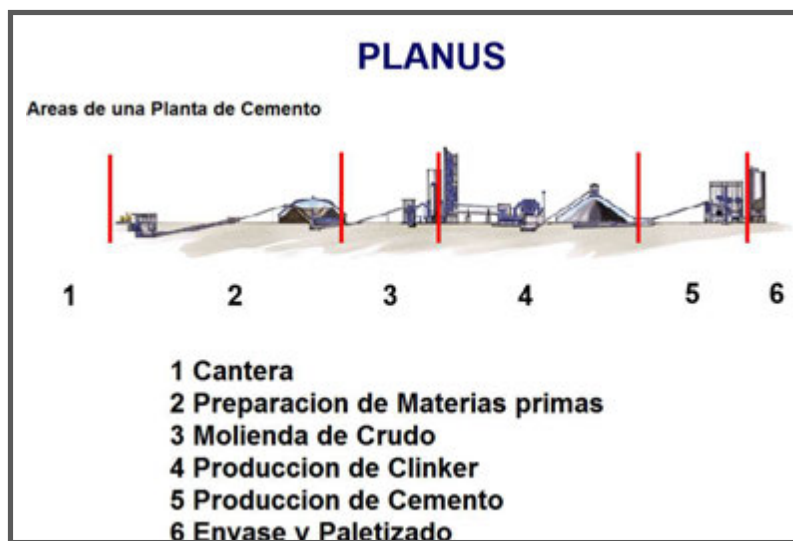 PLANUS
Areas de una Planta de Cemento
1 2 3 4 5 6
1 Cantera
2 Preparacion de Materias primas
3 Molienda de Crudo
4 Produccion de Clinker
5 Produccion de Cemento
6 Envase y Paletizado